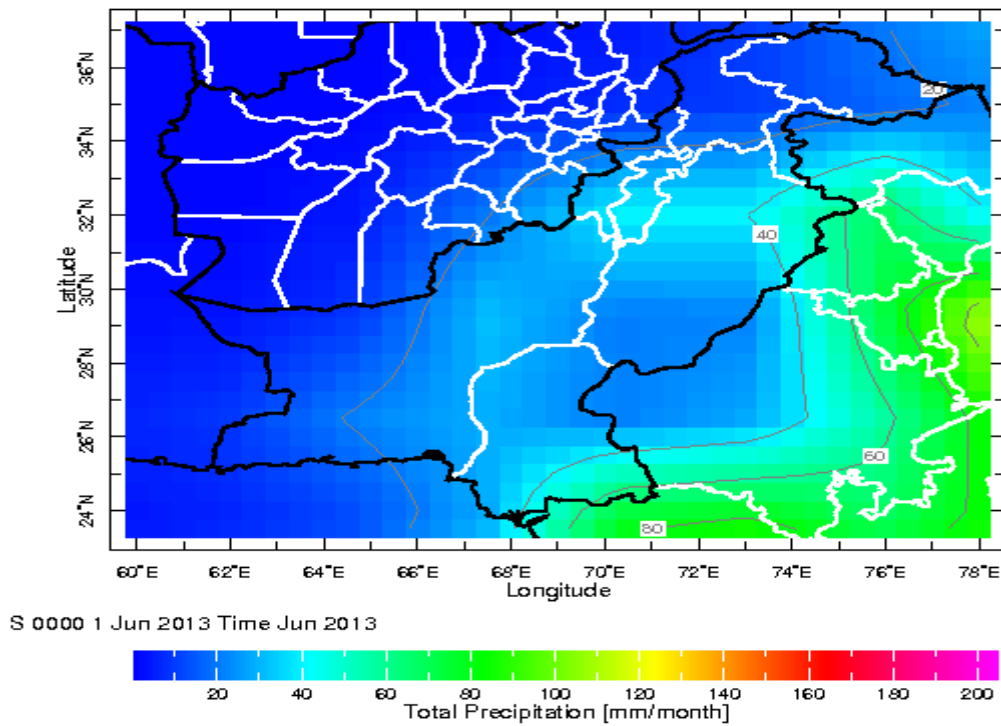 36°N
34°N
32°N
30°N
28°N
26°N
24°N
Latitude
20
40
60
80
60°E 62°E 64°E 66°E 68°E 70°E 72°E 74°E 76°E 78°E
Longitude
S 0000 1 Jun 2013 Time Jun 2013
20 40 60 80 100 120 140 160 180 200
Total Precipitation [mm/month]